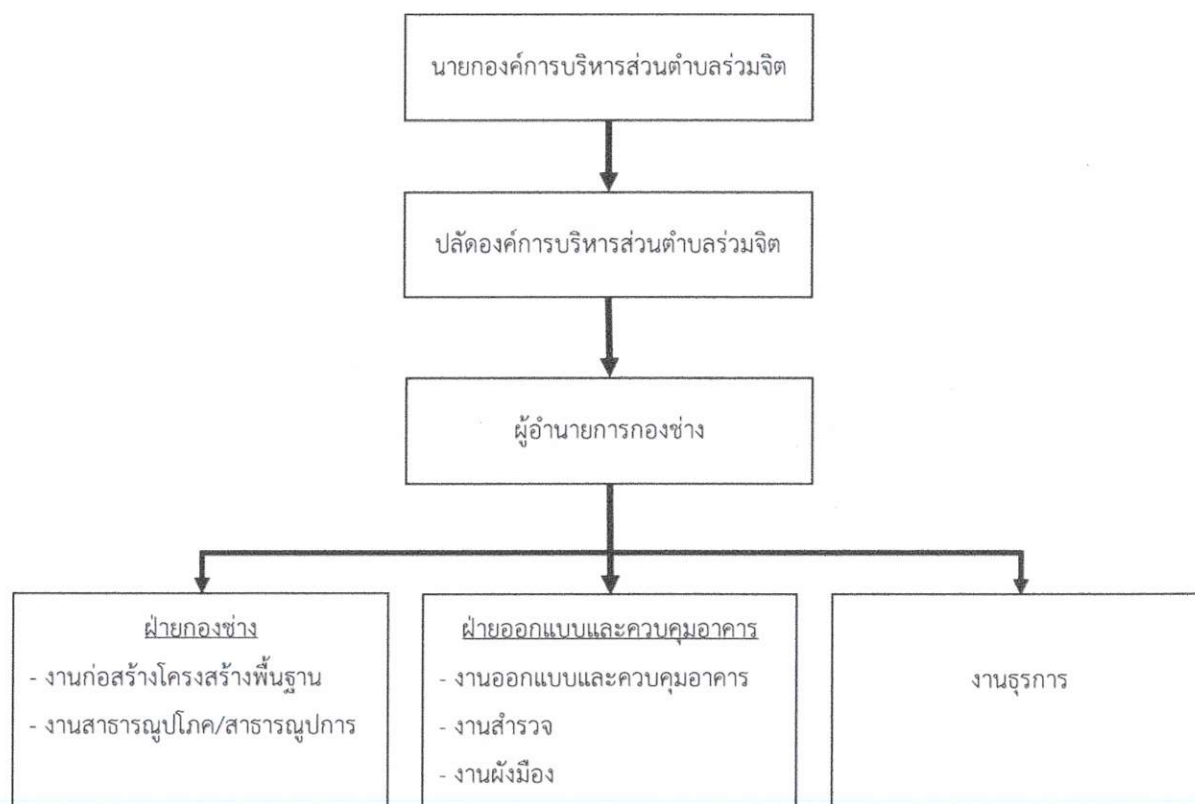 นายกองค์การบริหารส่วนตำบลร่วมจิต
ปลัดองค์การบริหารส่วนตำบลร่วมจิต
ผู้อำนายการกองช่าง
ฝ่ายกองช่าง
- งานก่อสร้างโครงสร้างพื้นฐาน
- งานสาธารณูปโภค/สาธารณูปการ
ฝ่ายออกแบบและควบคุมอาคาร
- งานออกแบบและควบคุมอาคาร
- งานสำรวจ
- งานผังมือง
งานธุรการ